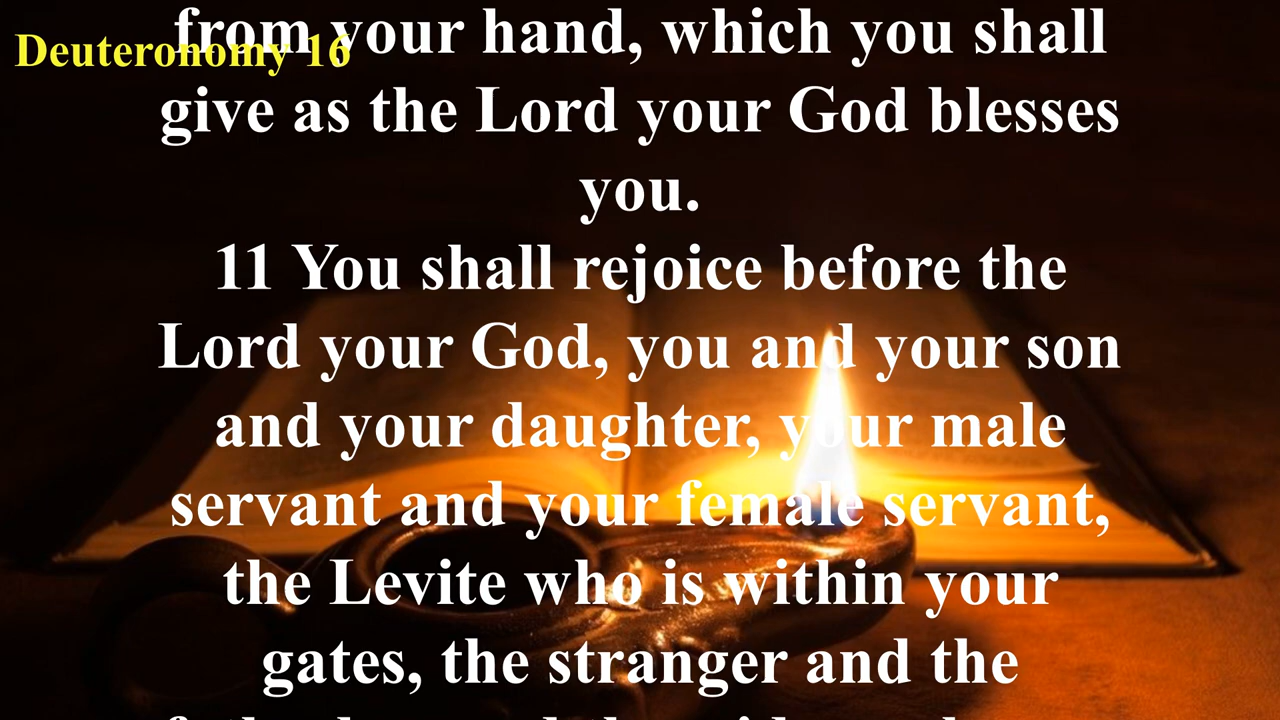 Deuteronomy 16
from your hand, which you shall
give as the Lord your God blesses
you.
11 You shall rejoice before the
Lord your God, you and your son
and your daughter, your male
servant and your female servant,
the Levite who is within your
gates, the stranger and the